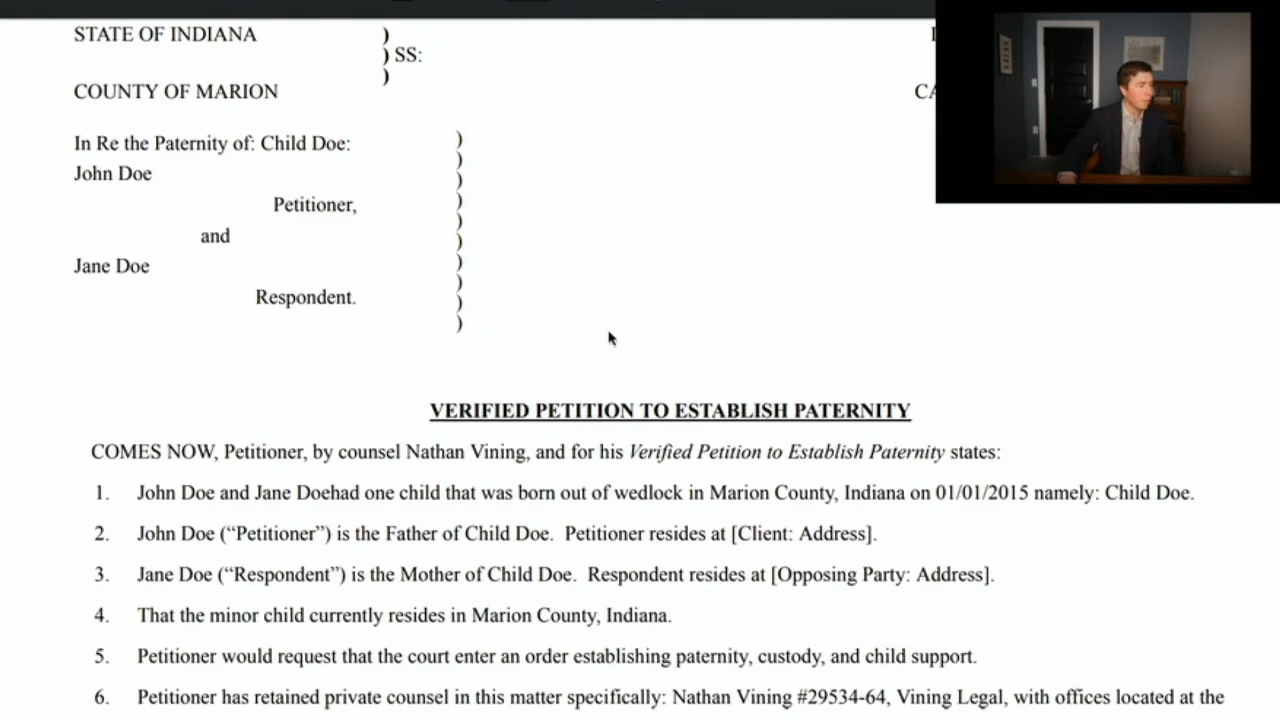 STATE OF INDIANA )
) SS:
)
COUNTY OF MARION
In Re the Paternity of: Child Doe: )
John Doe )
Petitioner, )
and )
Jane Doe )
Respondent. )
VERIFIED PETITION TO ESTABLISH PATERNITY
COMES NOW, Petitioner, by counsel Nathan Vining, and for his Verified Petition to Establish Paternity states:
1. John Doe and Jane Doehad one child that was born out of wedlock in Marion County, Indiana on 01/01/2015 namely: Child Doe.
2. John Doe (“Petitioner”) is the Father of Child Doe. Petitioner resides at [Client: Address].
3. Jane Doe (“Respondent”) is the Mother of Child Doe. Respondent resides at [Opposing Party: Address].
4. That the minor child currently resides in Marion County, Indiana.
5. Petitioner would request that the court enter an order establishing paternity, custody, and child support.
6. Petitioner has retained private counsel in this matter specifically: Nathan Vining #29534-64, Vining Legal, with offices located at the